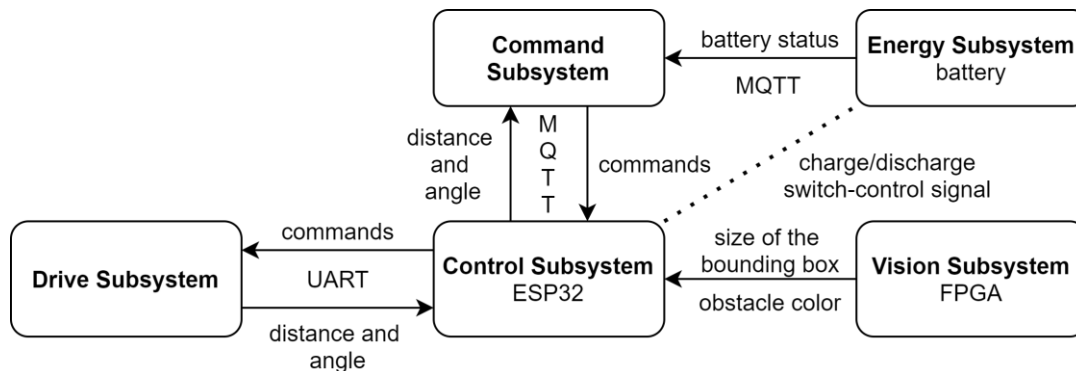 Command
Subsystem
battery status
MQTT
Energy Subsystem
battery
distance
and
angle
M
Q
T
T
commands
charge/discharge
switch-control signal
Drive Subsystem
commands
UART
distance and
angle
Control Subsystem
ESP32
size of the
bounding box
obstacle color
Vision Subsystem
FPGA